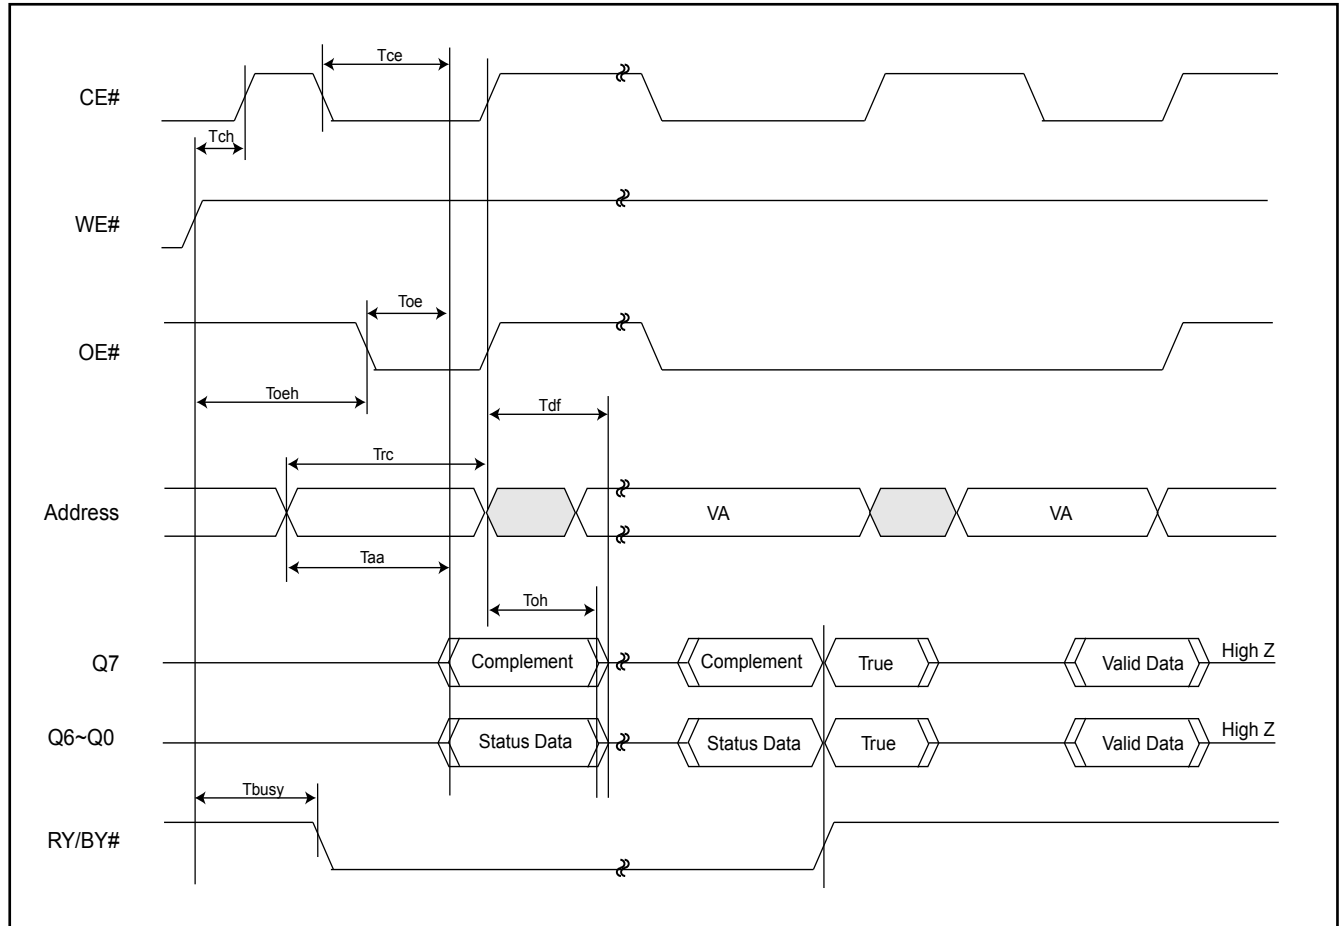 Tce
CE#
Tch
WE#
Toe
OE#
Toeh
Tdf
Trc
Address
VA
VA
Taa
Toh
Q7
Complement
Complement
True
Valid Data
High Z
Q6~Q0
Status Data
Status Data
True
Valid Data
High Z
Tbusy
RY/BY#